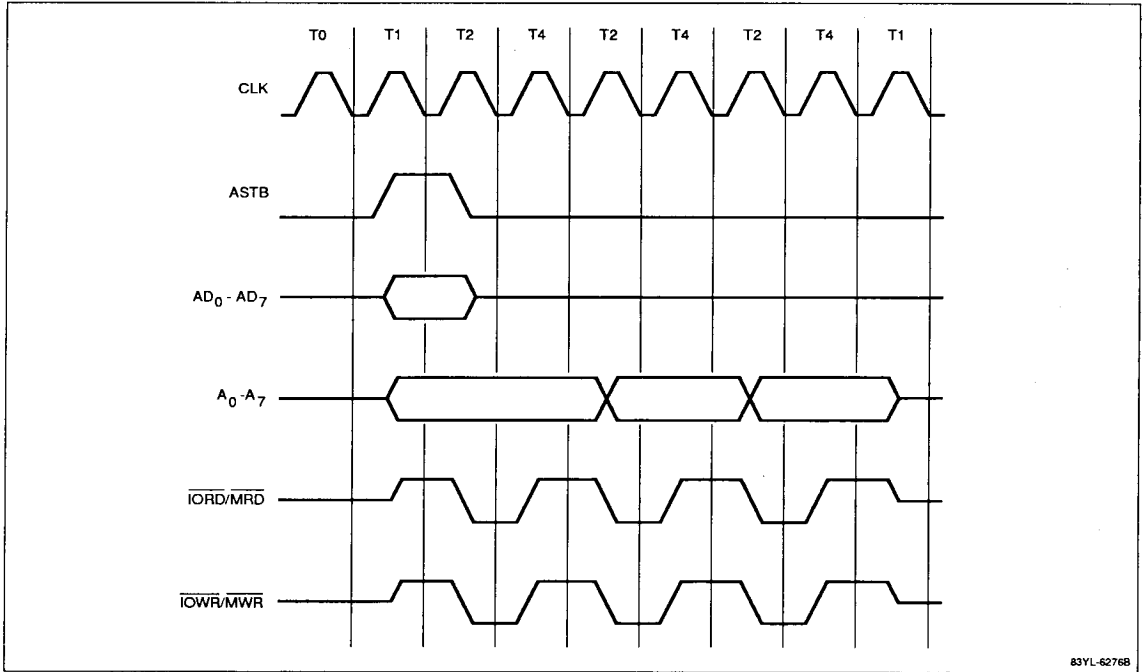 T0 T1 T2 T4 T2 T4 T2 T4 T1
CLK
ASTB
AD0 - AD7
A0 -A7
IORD/MRD
IOWR/MWR
83YL-6276B